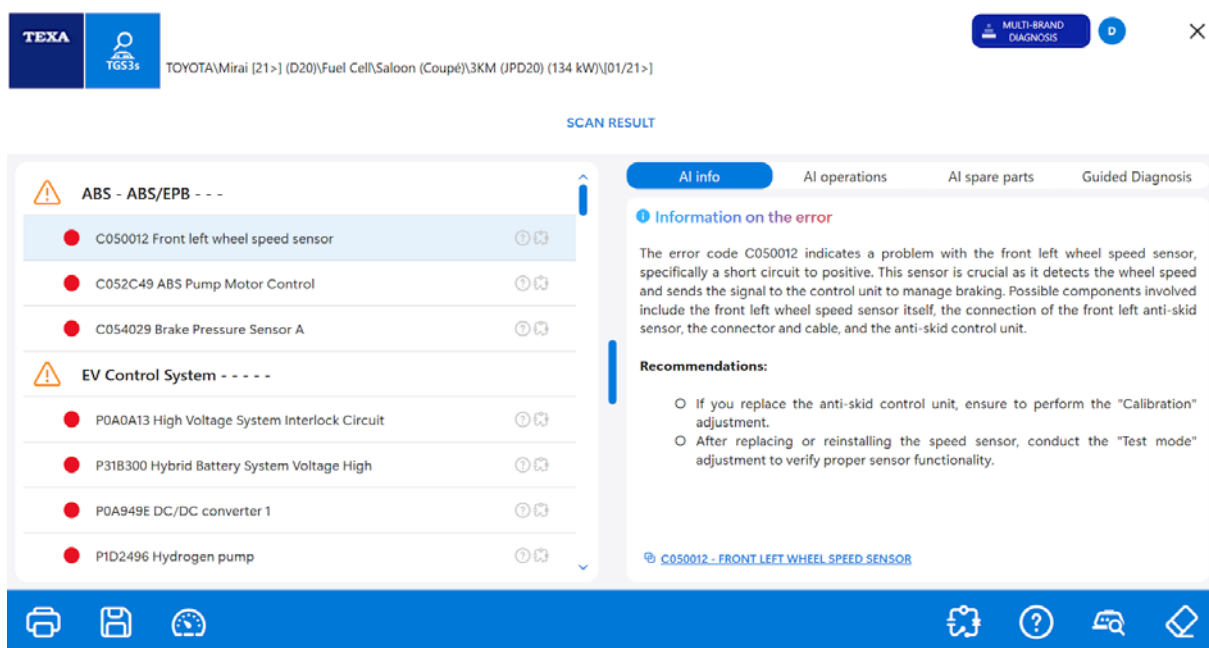 TEXA
TGS3s
TOYOTA\Mirai [21>] (D20)\Fuel Cell\Saloon (Coupé)\3KM (JPD20) (134 kW)\[01/21>]
MULTI-BRAND
DIAGNOSIS
D
SCAN RESULT
ABS - ABS/EPB - - -
C050012 Front left wheel speed sensor
C052C49 ABS Pump Motor Control
C054029 Brake Pressure Sensor A
EV Control System - - - - -
P0A0A13 High Voltage System Interlock Circuit
P31B300 Hybrid Battery System Voltage High
P0A949E DC/DC converter 1
P1D2496 Hydrogen pump
AI info
AI operations
AI spare parts
Guided Diagnosis
Information on the error
The error code C050012 indicates a problem with the front left wheel speed sensor,
specifically a short circuit to positive. This sensor is crucial as it detects the wheel speed
and sends the signal to the control unit to manage braking. Possible components involved
include the front left wheel speed sensor itself, the connection of the front left anti-skid
sensor, the connector and cable, and the anti-skid control unit.
Recommendations:
If you replace the anti-skid control unit, ensure to perform the "Calibration"
adjustment.
After replacing or reinstalling the speed sensor, conduct the "Test mode"
adjustment to verify proper sensor functionality.
C050012 - FRONT LEFT WHEEL SPEED SENSOR